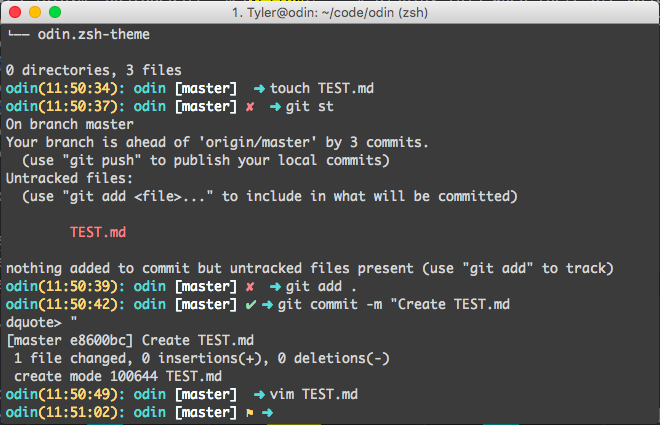 1. Tyler@odin: ~/code/odin (zsh)
└── odin.zsh-theme
0 directories, 3 files
odin(11:50:34): odin [master]  ➜ touch TEST.md
odin(11:50:37): odin [master] ✘  ➜ git st
On branch master
Your branch is ahead of 'origin/master' by 3 commits.
  (use "git push" to publish your local commits)
Untracked files:
  (use "git add <file>..." to include in what will be committed)
        TEST.md
nothing added to commit but untracked files present (use "git add" to track)
odin(11:50:39): odin [master] ✘  ➜ git add .
odin(11:50:42): odin [master] ✔ ➜ git commit -m "Create TEST.md
dquote> "
[master e8600bc] Create TEST.md
 1 file changed, 0 insertions(+), 0 deletions(-)
 create mode 100644 TEST.md
odin(11:50:49): odin [master]  ➜ vim TEST.md
odin(11:51:02): odin [master] ⚑ ➜